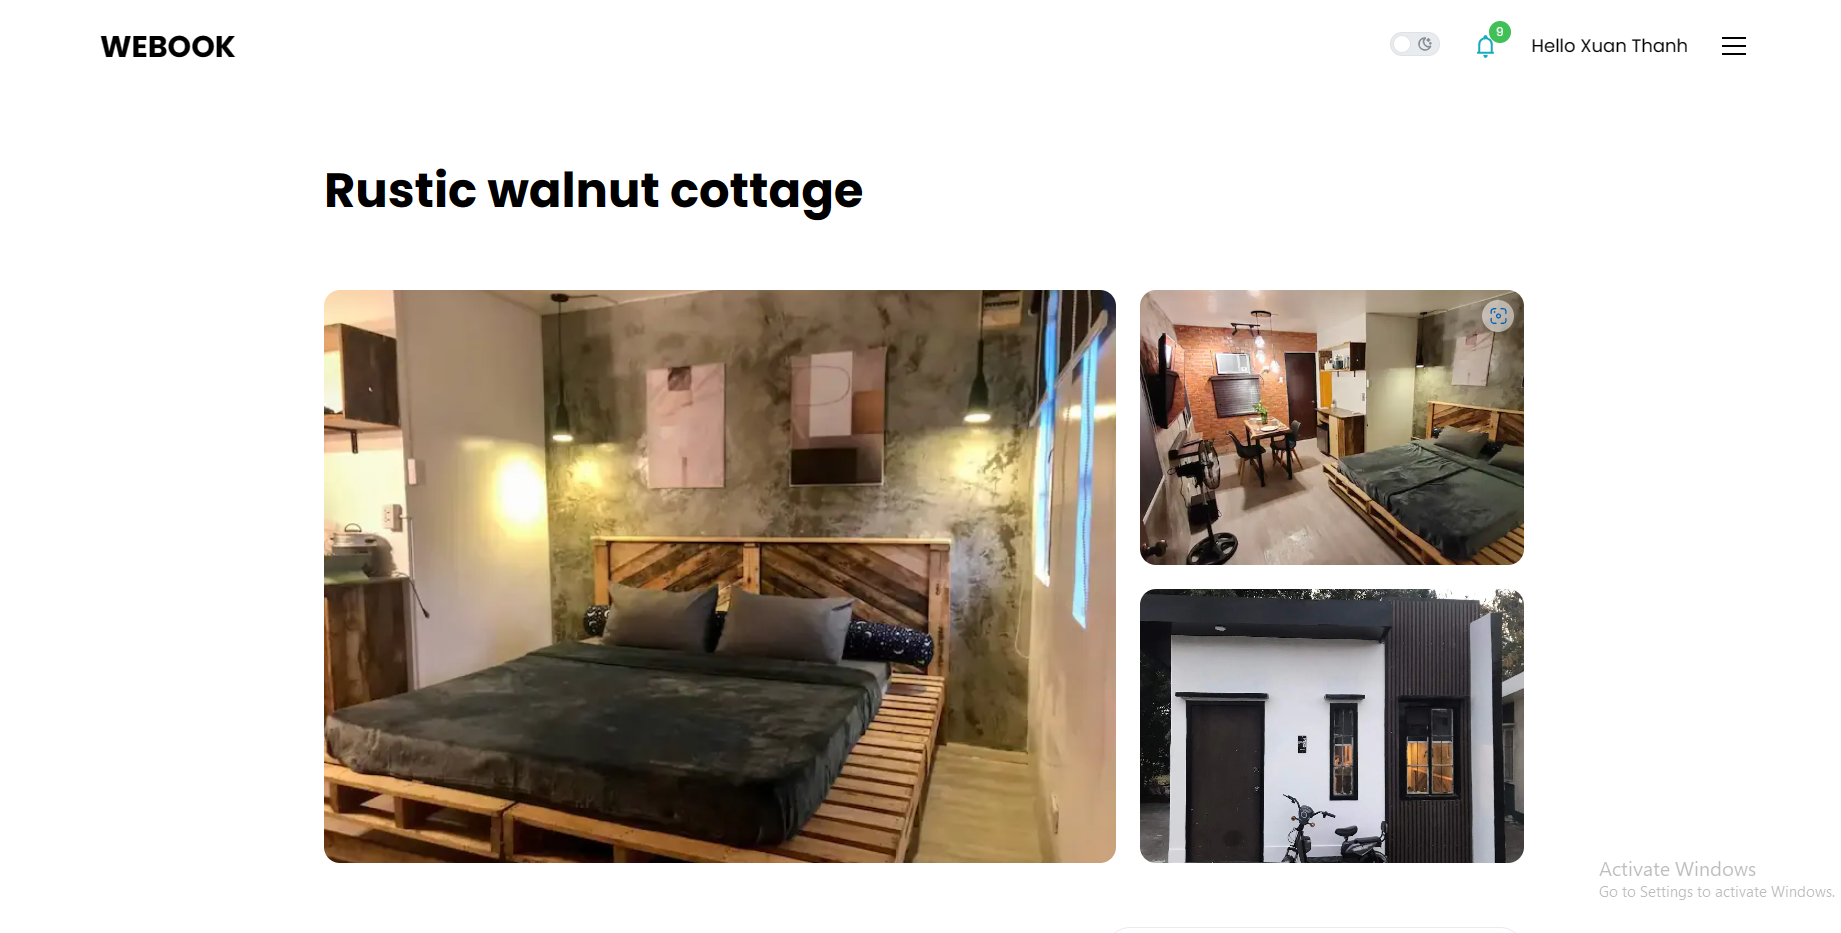 WEBOOK
9
Hello Xuan Thanh
Rustic walnut cottage
Activate Windows
Go to Settings to activate Windows.